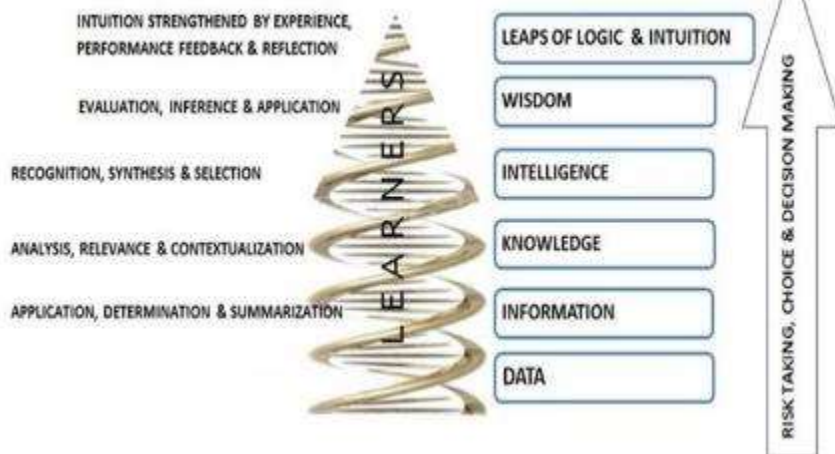 INTUITION STRENGTHENED BY EXPERIENCE,
PERFORMANCE FEEDBACK & REFLECTION
LEAPS OF LOGIC & INTUITION
EVALUATION, INFERENCE & APPLICATION
WISDOM
RECOGNITION, SYNTHESIS & SELECTION
INTELLIGENCE
ANALYSIS, RELEVANCE & CONTEXTUALIZATION
KNOWLEDGE
APPLICATION, DETERMINATION & SUMMARIZATION
INFORMATION
DATA
LEARNERS
RISK TAKING, CHOICE & DECISION MAKING